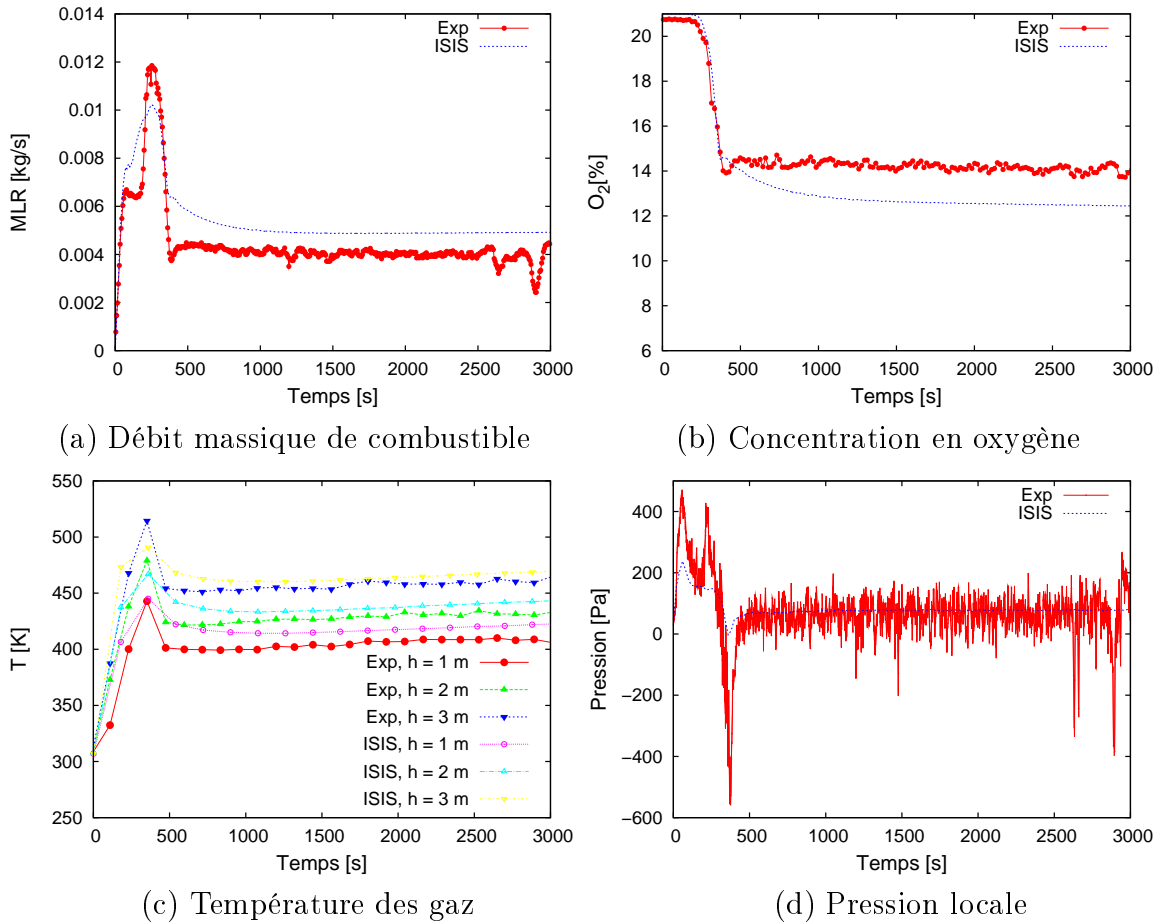 0.014
0.012
0.01
0.008
0.006
0.004
0.002
0
MLR [kg/s]
Exp
ISIS
0 500 1000 1500 2000 2500 3000
Temps [s]
(a) Débit massique de combustible
20
18
16
14
12
10
8
6
O2[%]
Exp
ISIS
0 500 1000 1500 2000 2500 3000
Temps [s]
(b) Concentration en oxygène
550
500
450
400
350
300
250
T [K]
Exp, h = 1 m
Exp, h = 2 m
Exp, h = 3 m
ISIS, h = 1 m
ISIS, h = 2 m
ISIS, h = 3 m
0 500 1000 1500 2000 2500 3000
Temps [s]
(c) Température des gaz
400
200
0
−200
−400
−600
Pression [Pa]
Exp
ISIS
0 500 1000 1500 2000 2500 3000
Temps [s]
(d) Pression locale